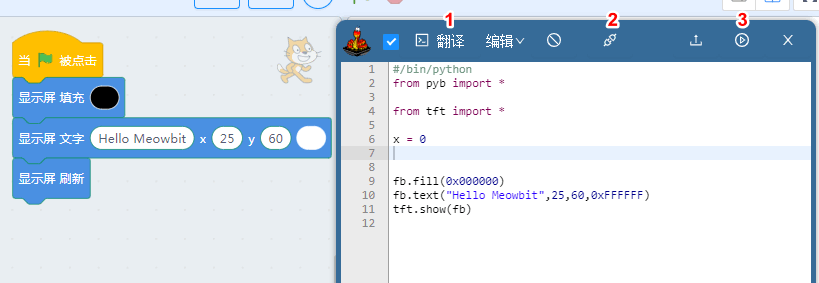 1
2
3
翻译
编辑
当 被点击
显示屏 填充
显示屏 文字 Hello Meowbit x 25 y 60
显示屏 刷新
1 #/bin/python
2 from pyb import *
3
4 from tft import *
5
6 x = 0
7
8
9 fb.fill(0x000000)
10 fb.text("Hello Meowbit",25,60,0xFFFFFF)
11 tft.show(fb)
12